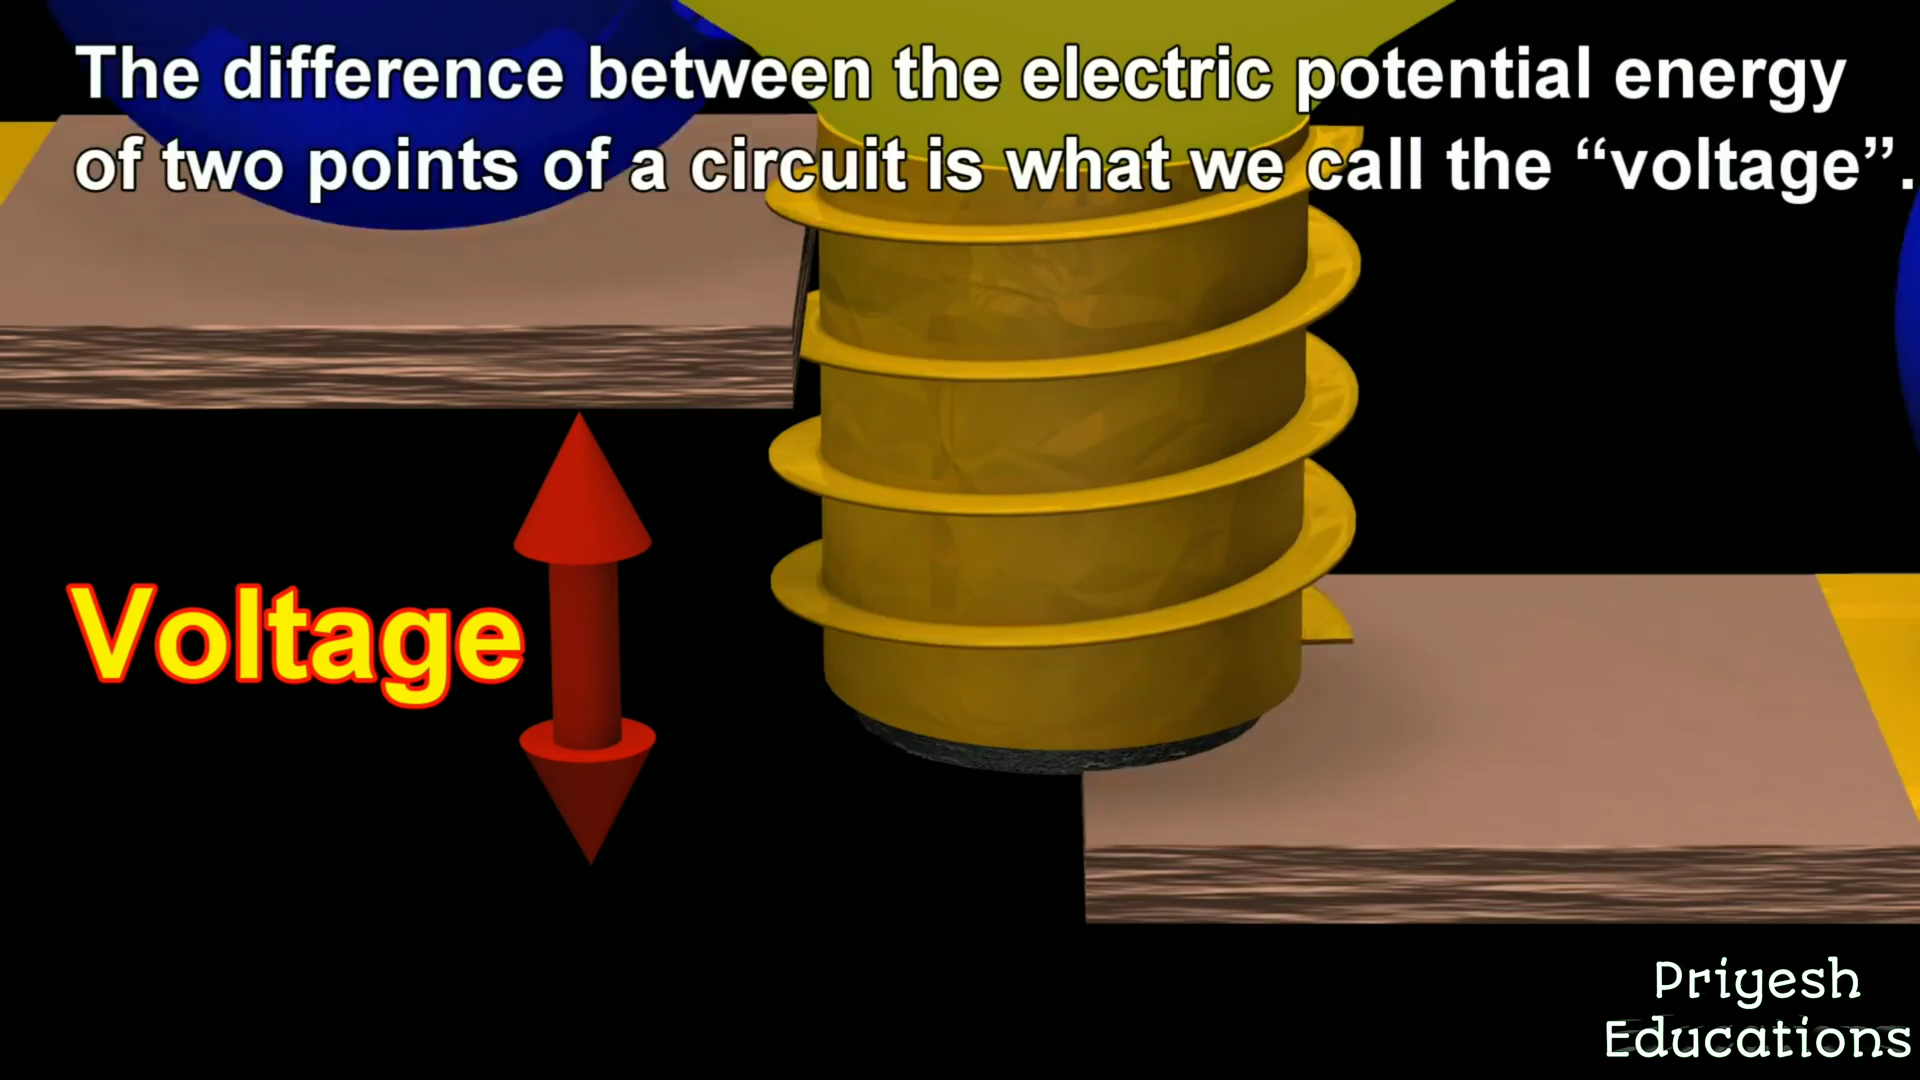 The difference between the electric potential energy
of two points of a circuit is what we call the “voltage”.
Voltage
Priyesh
Educations